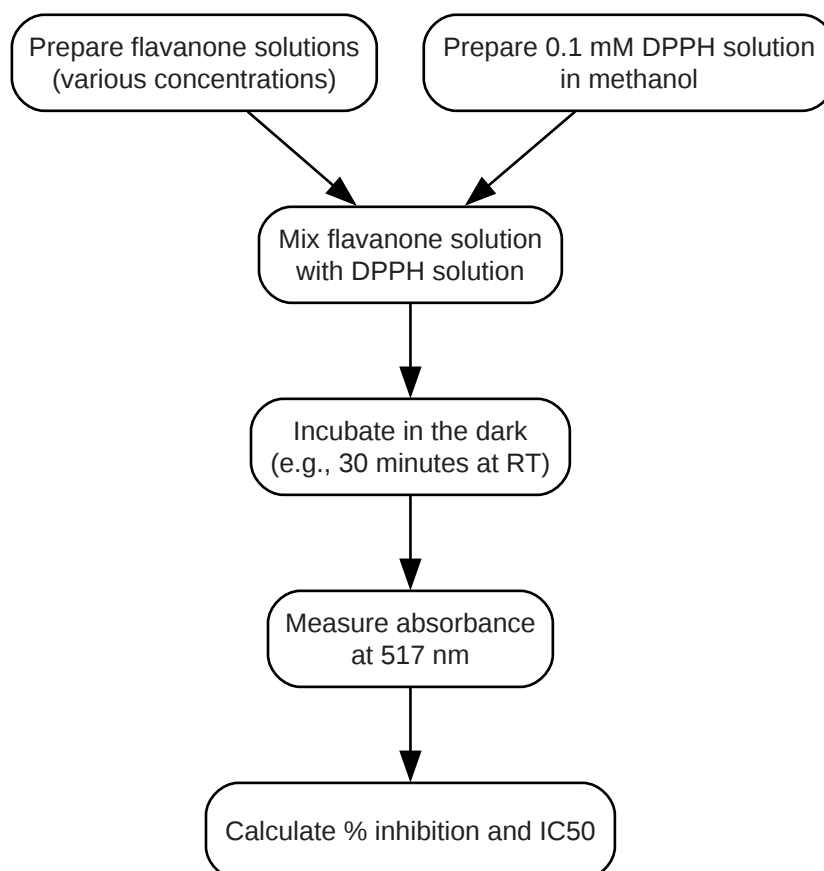 Prepare flavanone solutions
(various concentrations)
Prepare 0.1 mM DPPH solution
in methanol
Mix flavanone solution
with DPPH solution
Incubate in the dark
(e.g., 30 minutes at RT)
Measure absorbance
at 517 nm
Calculate % inhibition and IC50